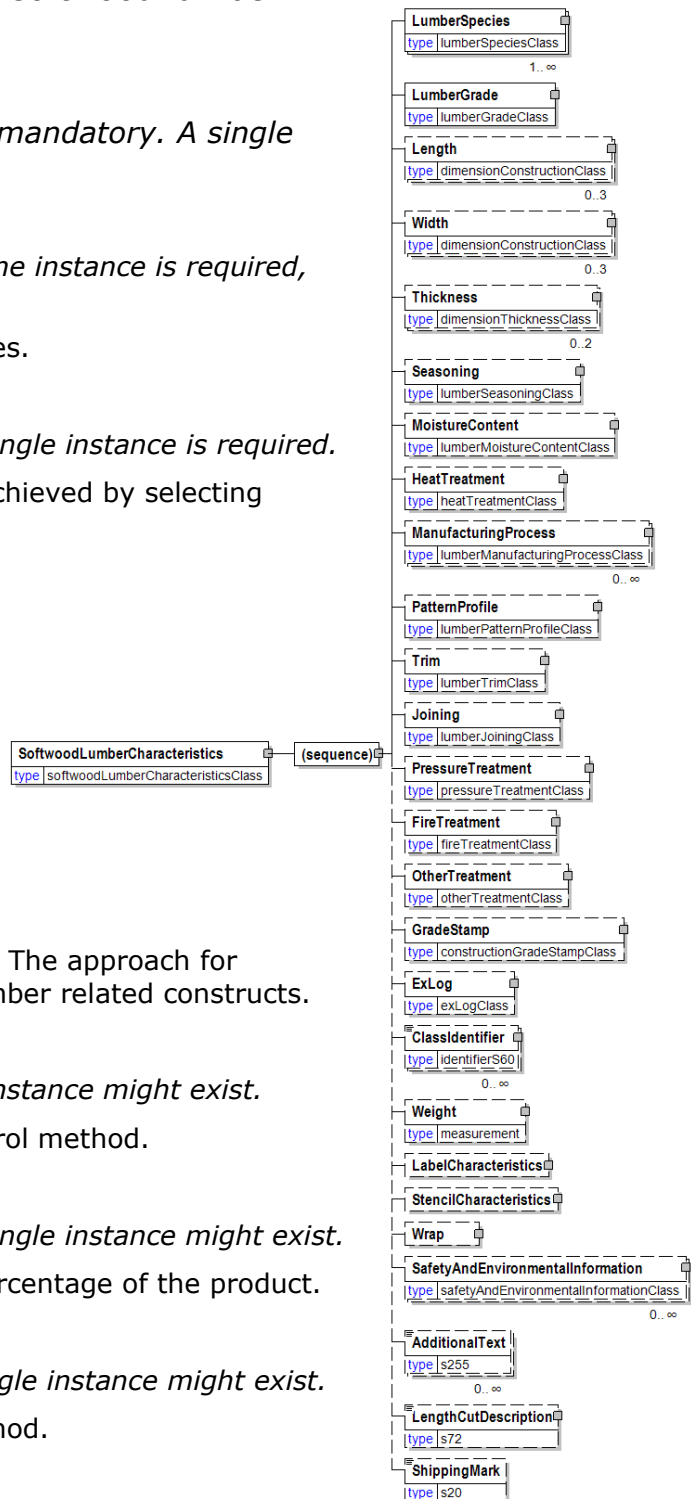 mandatory. A single
ne instance is required,
es.
ngle instance is required.
chieved by selecting
The approach for
nber related constructs.
nstance might exist.
rol method.
ngle instance might exist.
rcentage of the product.
gle instance might exist.
nod.
SoftwoodLumberCharacteristics
type softwoodLumberCharacteristicsClass
(sequence)
LumberSpecies
type lumberSpeciesClass
1.. ∞
LumberGrade
type lumberGradeClass
Length
type dimensionConstructionClass
0..3
Width
type dimensionConstructionClass
0..3
Thickness
type dimensionThicknessClass
0..2
Seasoning
type lumberSeasoningClass
MoistureContent
type lumberMoistureContentClass
HeatTreatment
type heatTreatmentClass
ManufacturingProcess
type lumberManufacturingProcessClass
0.. ∞
PatternProfile
type lumberPatternProfileClass
Trim
type lumberTrimClass
Joining
type lumberJoiningClass
PressureTreatment
type pressureTreatmentClass
FireTreatment
type fireTreatmentClass
OtherTreatment
type otherTreatmentClass
GradeStamp
type constructionGradeStampClass
ExLog
type exLogClass
ClassIdentifier
type identifierS60
0.. ∞
Weight
type measurement
LabelCharacteristics
StencilCharacteristics
Wrap
SafetyAndEnvironmentalInformation
type safetyAndEnvironmentalInformationClass
0.. ∞
AdditionalText
type s255
0.. ∞
LengthCutDescription
type s72
ShippingMark
type s20